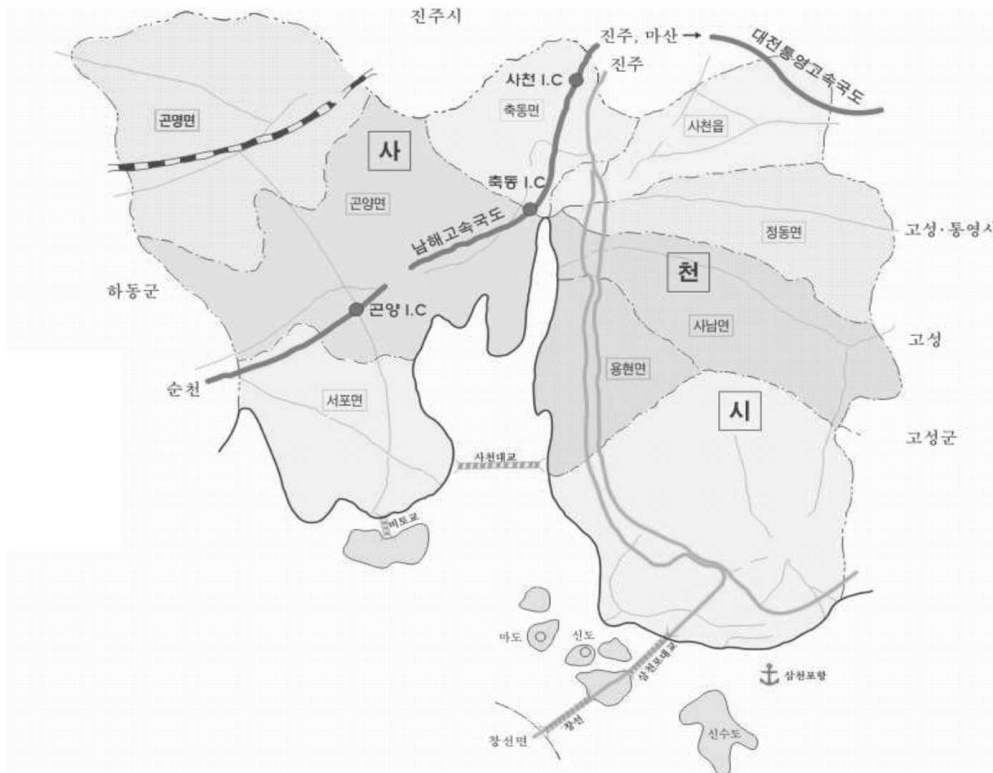 진주시
진주, 마산 →
진주
대전통영고속국도
사천 I.C
축동면
곤명면
사천읍
사
축동 I.C
곤양면
남해고속국도
정동면
고성·통영시
하동군
천
곤양 I.C
사남면
고성
순천
서포면
용현면
시
고성군
사천대교
비토교
마도
신도
삼천포대교
삼천포항
창선
창선면
신수도